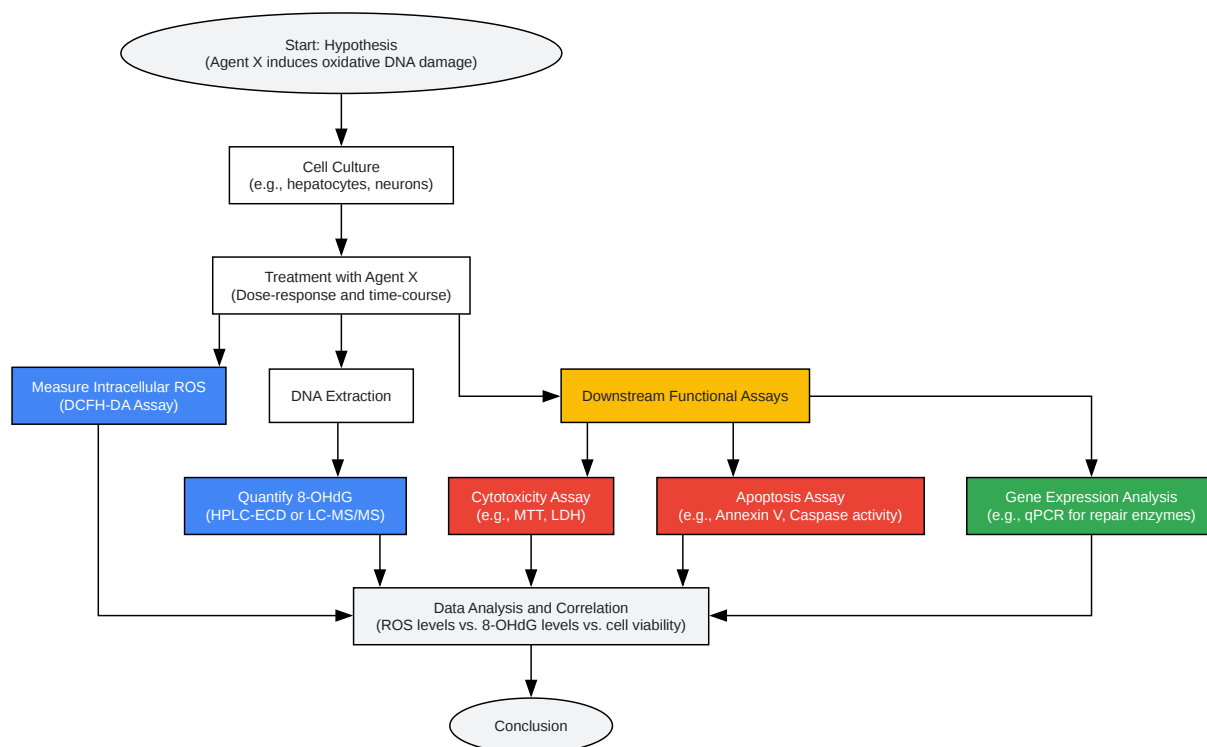 Start: Hypothesis
(Agent X induces oxidative DNA damage)
Cell Culture
(e.g., hepatocytes, neurons)
Treatment with Agent X
(Dose-response and time-course)
Measure Intracellular ROS
(DCFH-DA Assay)
DNA Extraction
Downstream Functional Assays
Quantify 8-OHdG
(HPLC-ECD or LC-MS/MS)
Cytotoxicity Assay
(e.g., MTT, LDH)
Apoptosis Assay
(e.g., Annexin V, Caspase activity)
Gene Expression Analysis
(e.g., qPCR for repair enzymes)
Data Analysis and Correlation
(ROS levels vs. 8-OHdG levels vs. cell viability)
Conclusion